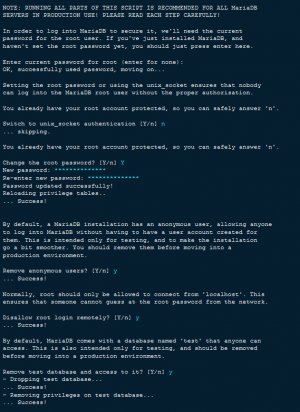 NOTE: RUNNING ALL PARTS OF THIS SCRIPT IS RECOMMENDED FOR ALL MariaDB
SERVERS IN PRODUCTION USE! PLEASE READ EACH STEP CAREFULLY!
In order to log into MariaDB to secure it, we'll need the current
password for the root user. If you've just installed MariaDB, and
haven't set the root password yet, you should just press enter here.
Enter current password for root (enter for none):
OK, successfully used password, moving on...
Setting the root password or using the unix_socket ensures that nobody
can log into the MariaDB root user without the proper authorisation.
You already have your root account protected, so you can safely answer 'n'.
Switch to unix_socket authentication [Y/n] n
... skipping.
You already have your root account protected, so you can safely answer 'n'.
Change the root password? [Y/n] Y
New password: **************
Re-enter new password: **************
Password updated successfully!
Reloading privilege tables..
... Success!
By default, a MariaDB installation has an anonymous user, allowing anyone
to log into MariaDB without having to have a user account created for
them. This is intended only for testing, and to make the installation
go a bit smoother. You should remove them before moving into a
production environment.
Remove anonymous users? [Y/n] y
... Success!
Normally, root should only be allowed to connect from 'localhost'. This
ensures that someone cannot guess at the root password from the network.
Disallow root login remotely? [Y/n] y
... Success!
By default, MariaDB comes with a database named 'test' that anyone can
access. This is also intended only for testing, and should be removed
before moving into a production environment.
Remove test database and access to it? [Y/n] y
- Dropping test database...
... Success!
- Removing privileges on test database...
... Success!